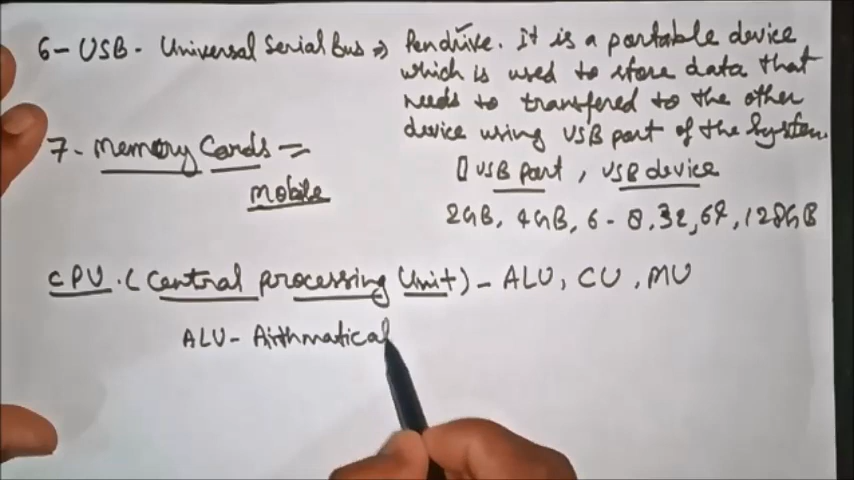 6- USB - Universal Serial Bus ⇒ Pendrive. It is a portable device
which is used to store data that
needs to transfered to the other
device using USB port of the System.
7- Memory Cards =
Mobile
USB port, USB device
2GB, 4GB, 6 - 8, 32, 64, 128GB
CPU. (Central processing Unit) - ALU, CU, MU
ALU- Airthmatical